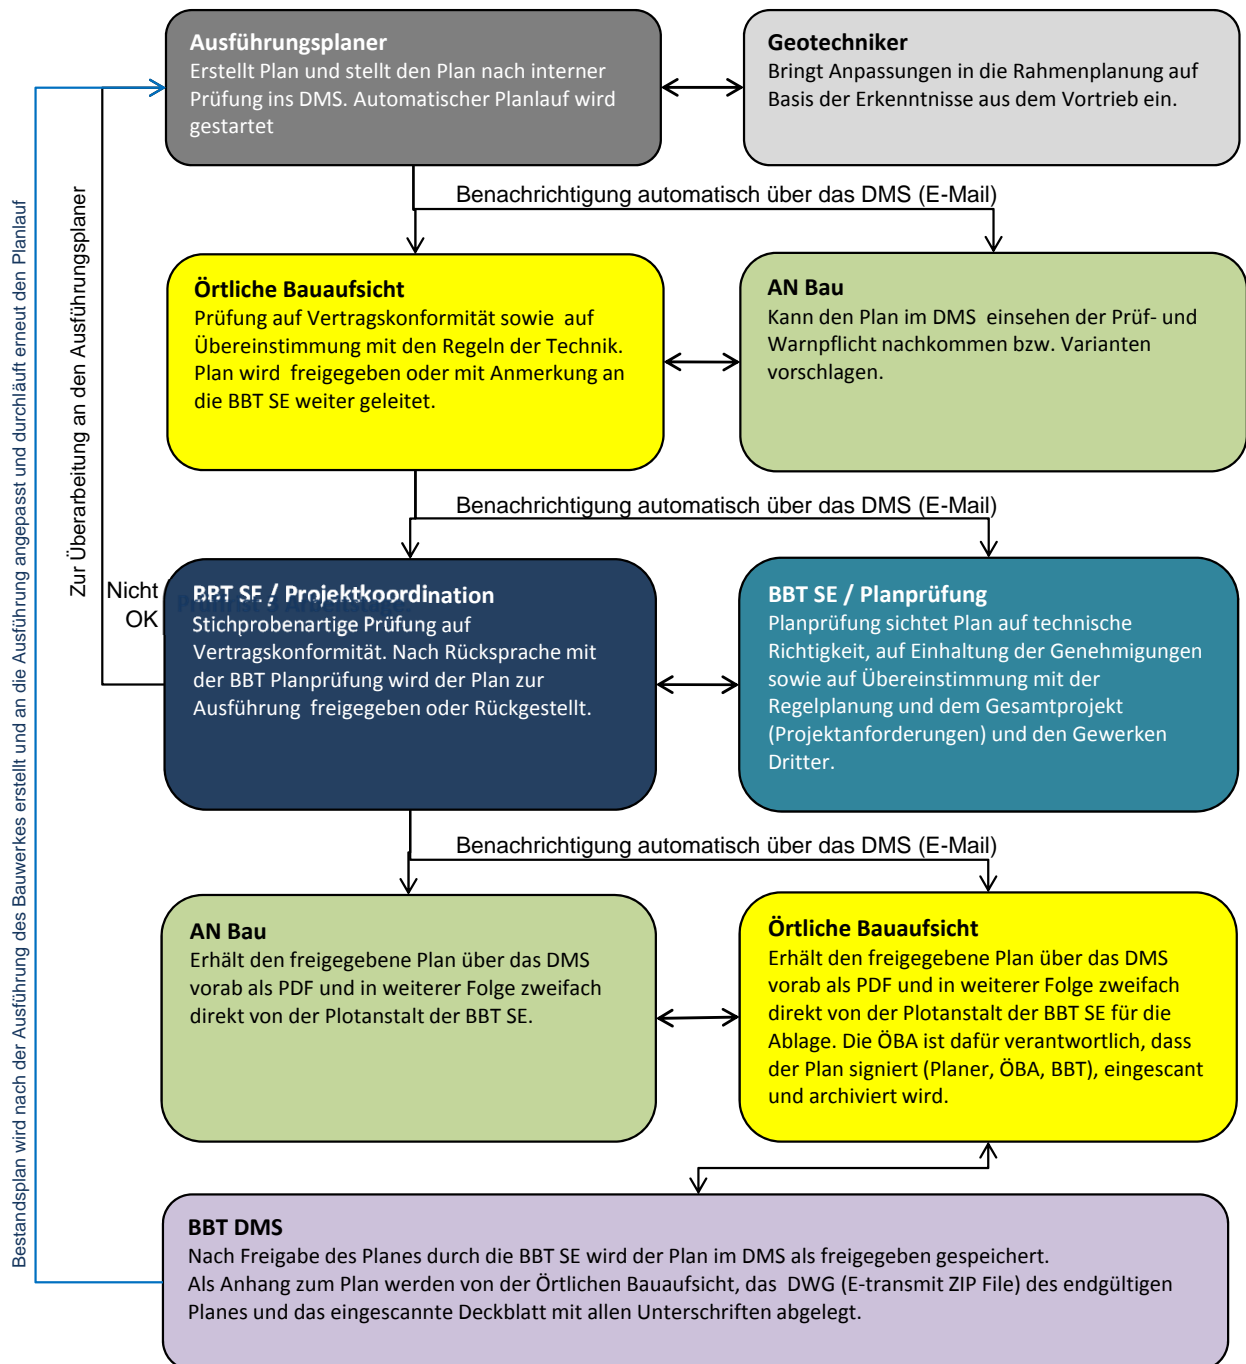 Ausführungsplaner
Erstellt Plan und stellt den Plan nach interner
Prüfung ins DMS. Automatischer Planlauf wird
gestartet
Geotechniker
Bringt Anpassungen in die Rahmenplanung auf
Basis der Erkenntnisse aus dem Vortrieb ein.
Benachrichtigung automatisch über das DMS (E-Mail)
Örtliche Bauaufsicht
Prüfung auf Vertragskonformität sowie auf
Übereinstimmung mit den Regeln der Technik.
Plan wird freigegeben oder mit Anmerkung an
die BBT SE weiter geleitet.
AN Bau
Kann den Plan im DMS einsehen der Prüf- und
Warnpflicht nachkommen bzw. Varianten
vorschlagen.
Benachrichtigung automatisch über das DMS (E-Mail)
BBT SE / Projektkoordination
Prüffrist 3 Arbeitstage:
Stichprobenartige Prüfung auf
Vertragskonformität. Nach Rücksprache mit
der BBT Planprüfung wird der Plan zur
Ausführung freigegeben oder Rückgestellt.
BBT SE / Planprüfung
Planprüfung sichtet Plan auf technische
Richtigkeit, auf Einhaltung der Genehmigungen
sowie auf Übereinstimmung mit der
Regelplanung und dem Gesamtprojekt
(Projektanforderungen) und den Gewerken
Dritter.
Nicht
OK
Zur Überarbeitung an den Ausführungsplaner
Bestandsplan wird nach der Ausführung des Bauwerkes erstellt und an die Ausführung angepasst und durchläuft erneut den Planlauf
Benachrichtigung automatisch über das DMS (E-Mail)
AN Bau
Erhält den freigegebene Plan über das DMS
vorab als PDF und in weiterer Folge zweifach
direkt von der Plotanstalt der BBT SE.
Örtliche Bauaufsicht
Erhält den freigegebene Plan über das DMS
vorab als PDF und in weiterer Folge zweifach
direkt von der Plotanstalt der BBT SE für die
Ablage. Die ÖBA ist dafür verantwortlich, dass
der Plan signiert (Planer, ÖBA, BBT), eingescant
und archiviert wird.
BBT DMS
Nach Freigabe des Planes durch die BBT SE wird der Plan im DMS als freigegeben gespeichert.
Als Anhang zum Plan werden von der Örtlichen Bauaufsicht, das DWG (E-transmit ZIP File) des endgültigen
Planes und das eingescannte Deckblatt mit allen Unterschriften abgelegt.